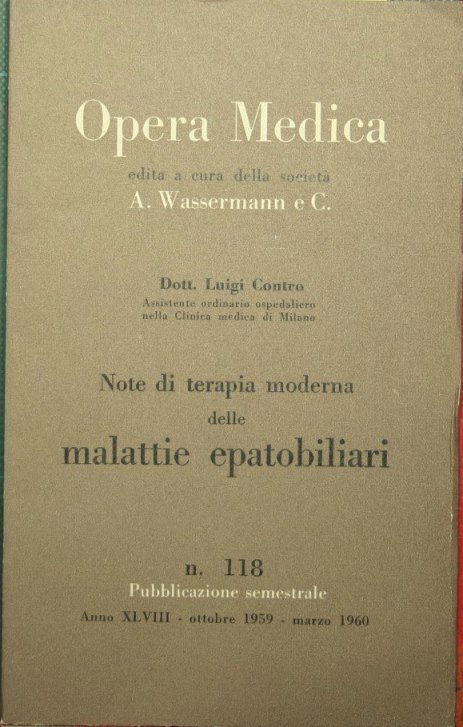 Opera Medica
edita a cura della società
A. Wassermann e C.
Dott. Luigi Contro
Assistente ordinario ospedaliero
nella Clinica medica di Milano
Note di terapia moderna
delle
malattie epatobiliari
n. 118
Pubblicazione semestrale
Anno XLVIII - ottobre 1959 - marzo 1960